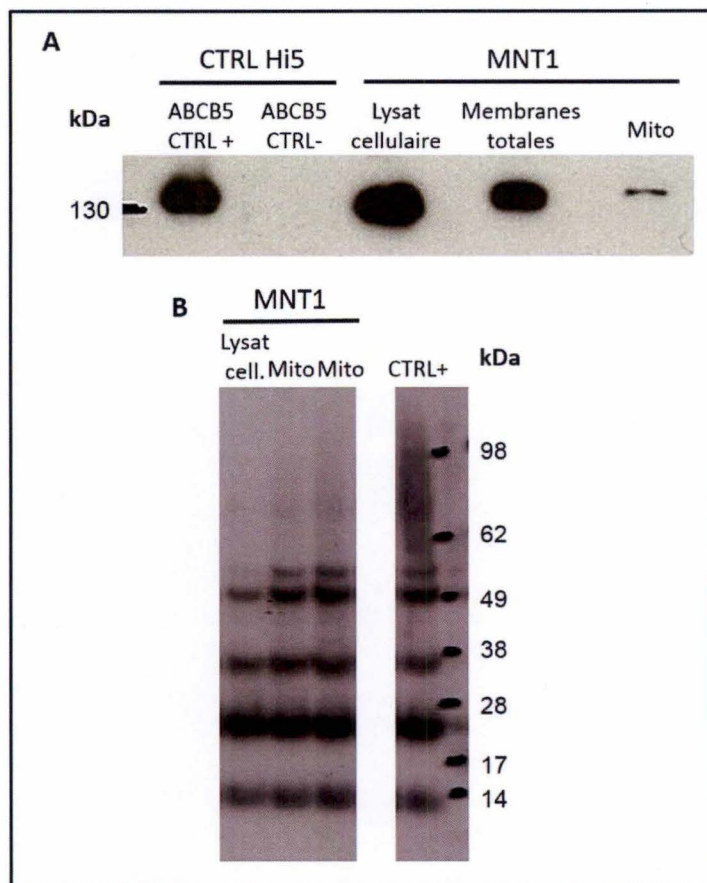 A
CTRL Hi5 MNT1
kDa ABCB5 CTRL + ABCB5 CTRL- Lysat cellulaire Membranes totales Mito
130
B
MNT1
Lysat cell. Mito Mito CTRL+ kDa
98
62
49
38
28
17
14